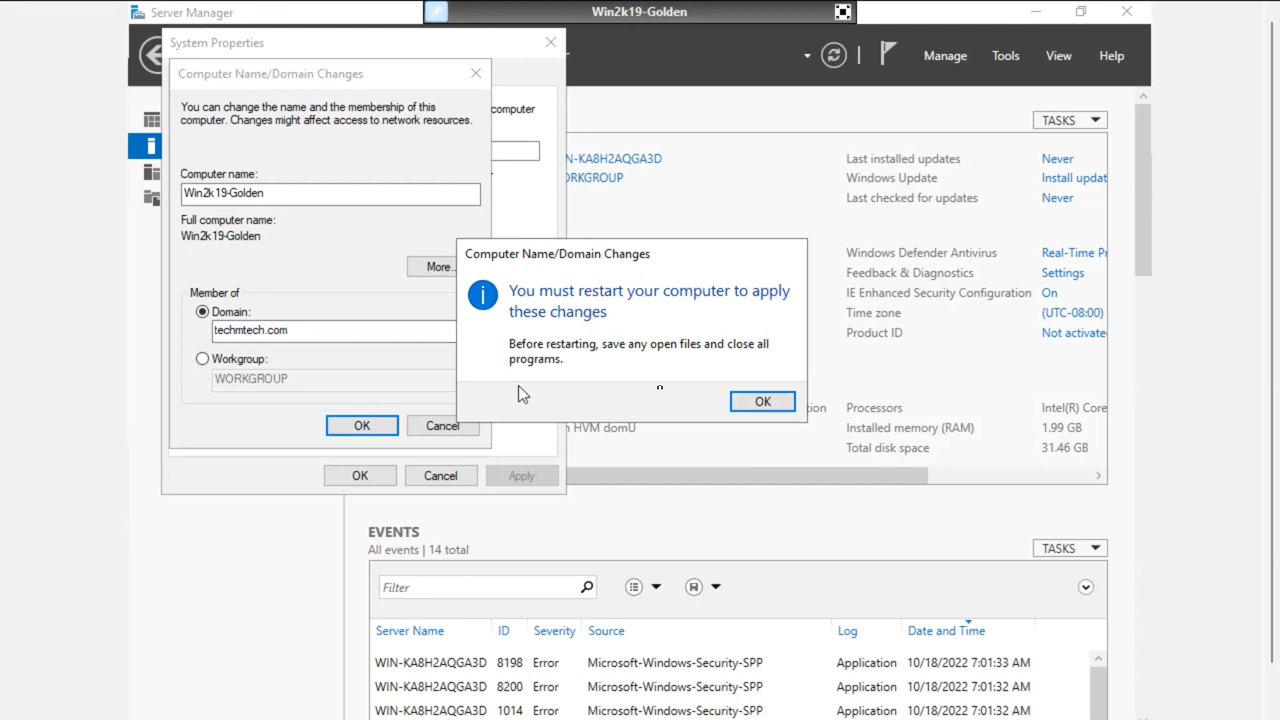 Server Manager
Win2k19-Golden
Manage Tools View Help
System Properties
Computer Name/Domain Changes
You can change the name and the membership of this
computer. Changes might affect access to network resources.
Computer name:
Win2k19-Golden
Full computer name:
Win2k19-Golden
More...
Member of
Domain:
techmtech.com
Workgroup:
WORKGROUP
OK Cancel
computer
OK Cancel Apply
Computer Name/Domain Changes
You must restart your computer to apply
these changes
Before restarting, save any open files and close all
programs.
OK
TASKS
N-KA8H2AQGA3D
ORKGROUP
Last installed updates Never
Windows Update Install updat
Last checked for updates Never
Windows Defender Antivirus Real-Time Pr
Feedback & Diagnostics Settings
IE Enhanced Security Configuration On
Time zone (UTC-08:00)
Product ID Not activate
tion
n HVM domU
Processors Intel(R) Core
Installed memory (RAM) 1.99 GB
Total disk space 31.46 GB
EVENTS
All events | 14 total
TASKS
Filter
Server Name ID Severity Source Log Date and Time
WIN-KA8H2AQGA3D 8198 Error Microsoft-Windows-Security-SPP Application 10/18/2022 7:01:33 AM
WIN-KA8H2AQGA3D 8200 Error Microsoft-Windows-Security-SPP Application 10/18/2022 7:01:32 AM
WIN-KA8H2AQGA3D 1014 Error Microsoft-Windows-Security-SPP Application 10/18/2022 7:01:32 AM